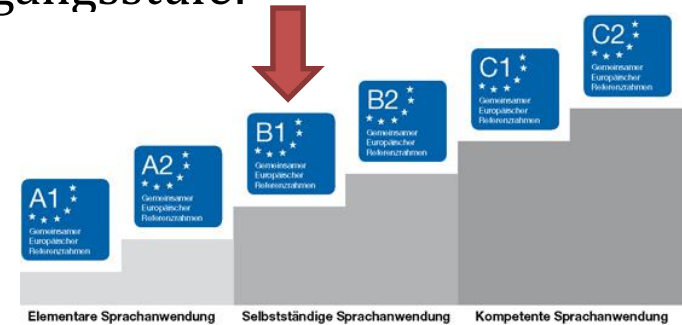 A1
Gemeinsamer
Europäischer
Referenzrahmen
A2
Gemeinsamer
Europäischer
Referenzrahmen
B1
Gemeinsamer
Europäischer
Referenzrahmen
B2
Gemeinsamer
Europäischer
Referenzrahmen
C1
Gemeinsamer
Europäischer
Referenzrahmen
C2
Gemeinsamer
Europäischer
Referenzrahmen
Elementare Sprachanwendung
Selbstständige Sprachanwendung
Kompetente Sprachanwendung